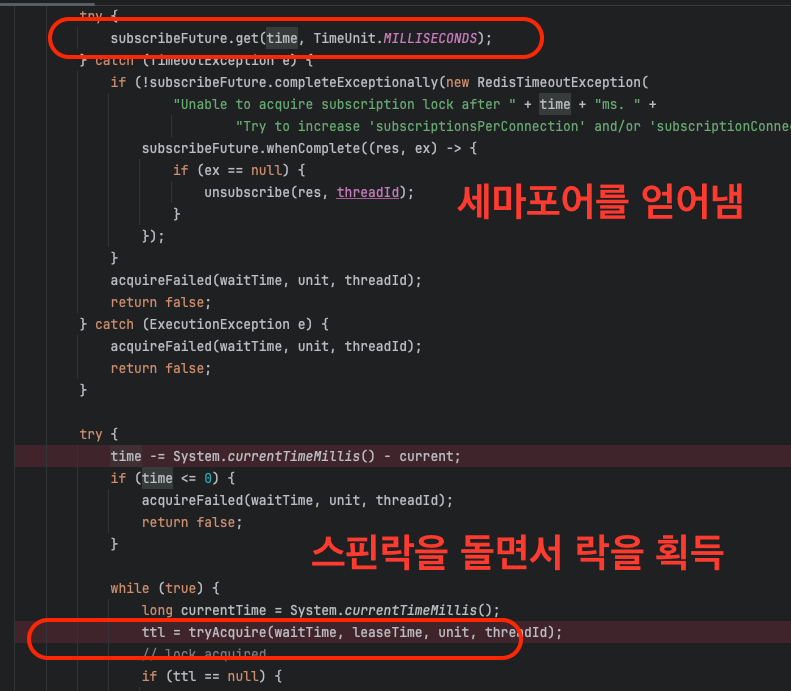 try {
subscribeFuture.get(time, TimeUnit.MILLISECONDS);
} catch (TimeoutException e) {
if (!subscribeFuture.completeExceptionally(new RedisTimeoutException(
"Unable to acquire subscription lock after " + time + "ms. " +
"Try to increase 'subscriptionsPerConnection' and/or 'subscriptionConne
subscribeFuture.whenComplete((res, ex) -> {
if (ex == null) {
unsubscribe(res, threadId);
세마포어를 얻어냄
}
});
}
acquireFailed(waitTime, unit, threadId);
return false;
} catch (ExecutionException e) {
acquireFailed(waitTime, unit, threadId);
return false;
}
try {
time -= System.currentTimeMillis() - current;
if (time <= 0) {
acquireFailed(waitTime, unit, threadId);
return false;
}
스핀락을 돌면서 락을 획득
while (true) {
long currentTime = System.currentTimeMillis();
ttl = tryAcquire(waitTime, leaseTime, unit, threadId);
// lock acquired
if (ttl == null) {